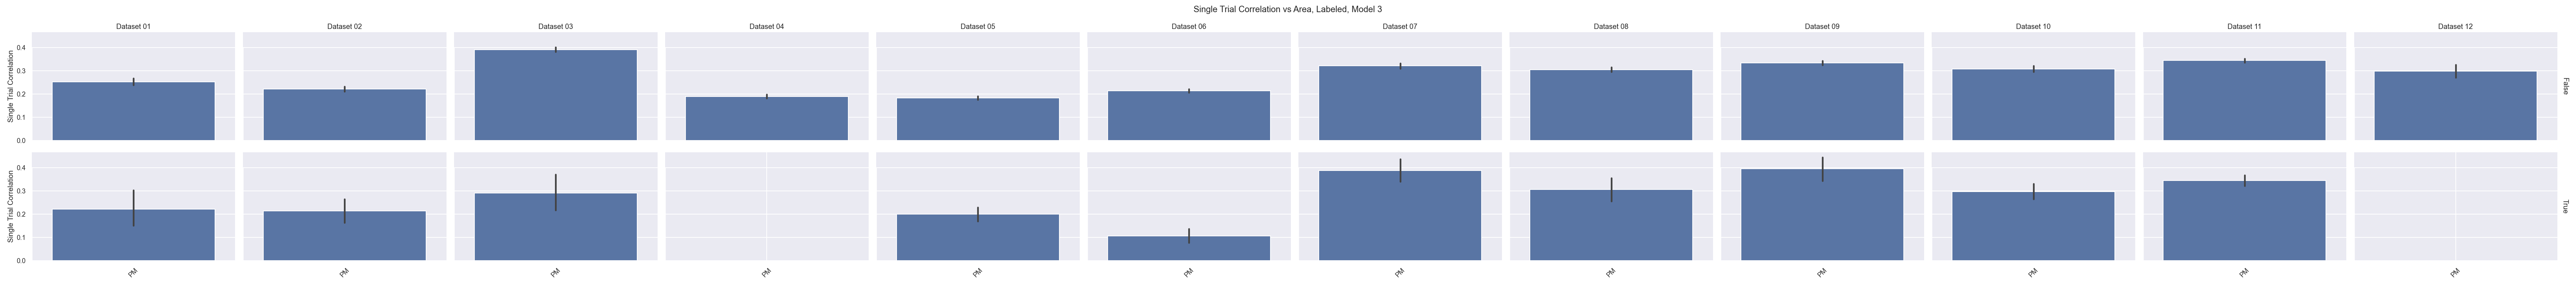 Single Trial Correlation vs Area, Labeled, Model 3
Dataset 01 Dataset 02 Dataset 03 Dataset 04 Dataset 05 Dataset 06 Dataset 07 Dataset 08 Dataset 09 Dataset 10 Dataset 11 Dataset 12
Single Trial Correlation
0.4
0.3
0.2
0.1
0.0
False
Single Trial Correlation
0.4
0.3
0.2
0.1
0.0
True
PM PM PM PM PM PM PM PM PM PM PM PM